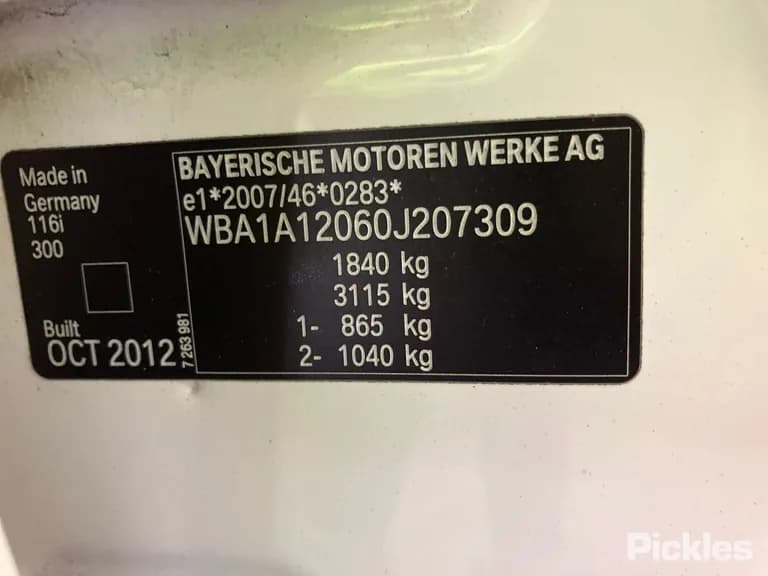 Made in
Germany
116i
300
Built
OCT 2012
7 263 981
BAYERISCHE MOTOREN WERKE AG
e1*2007/46*0283*
WBA1A12060J207309
1840 kg
3115 kg
1- 865 kg
2- 1040 kg
Pickles